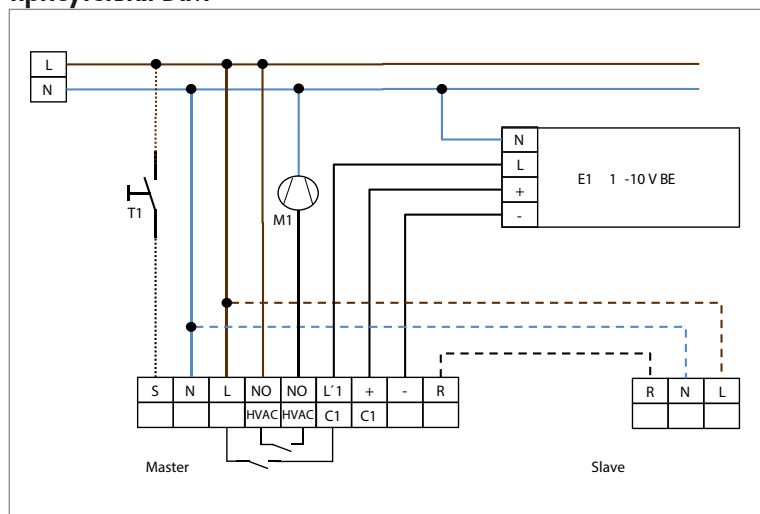 L
N
N
L
E1 1 -10 V BE
+
-
T1
M1
S N L NO NO L´1 + - R
HVAC HVAC C1 C1
R N L
Master
Slave